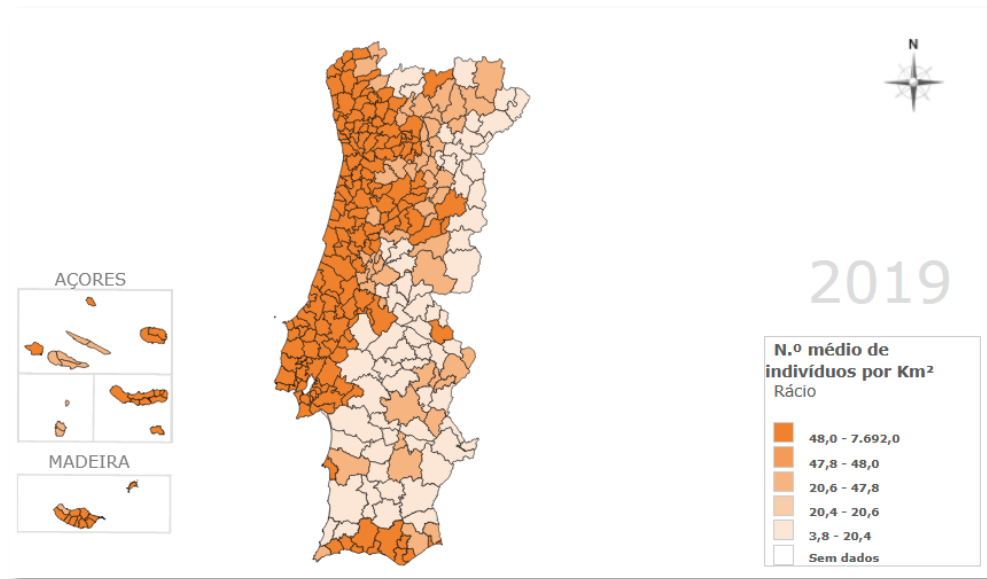 N
2019
AÇORES
MADEIRA
N.º médio de
indivíduos por Km²
Rácio
48,0 - 7.692,0
47,8 - 48,0
20,6 - 47,8
20,4 - 20,6
3,8 - 20,4
Sem dados